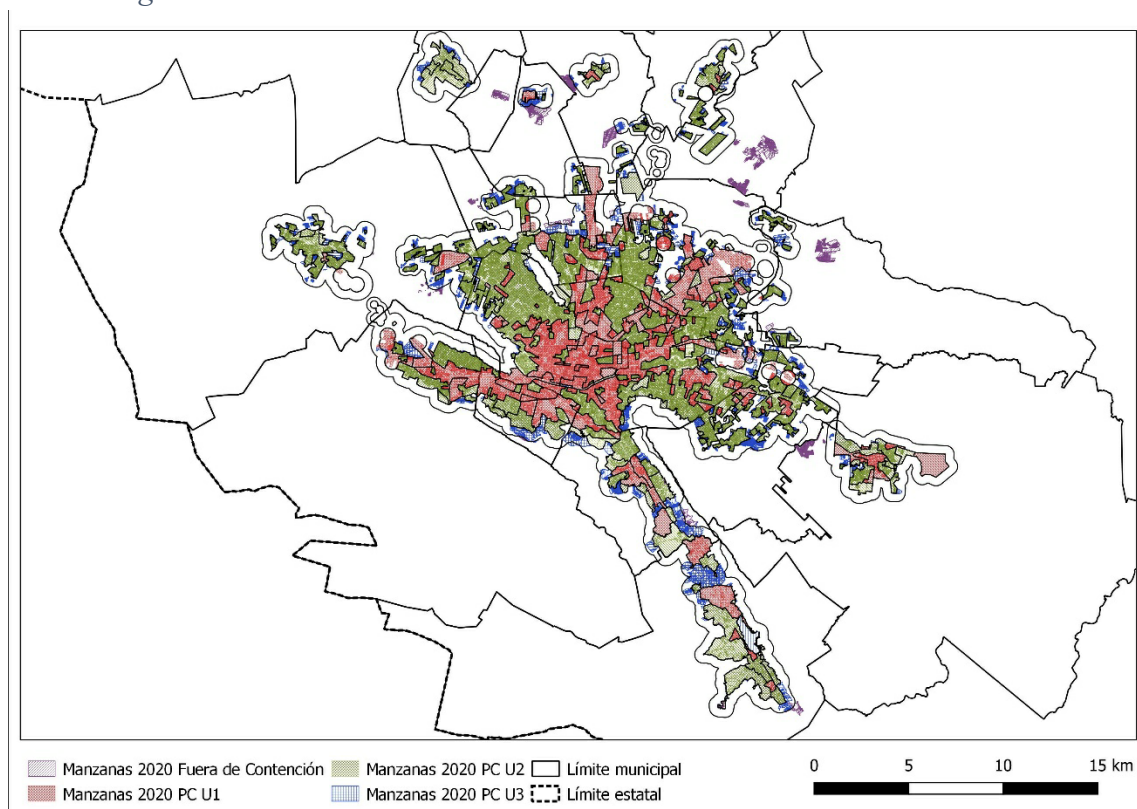 Manzanas 2020 Fuera de Contención
Manzanas 2020 PC U2
Límite municipal
Manzanas 2020 PC U1
Manzanas 2020 PC U3
Límite estatal
0 5 10 15 km